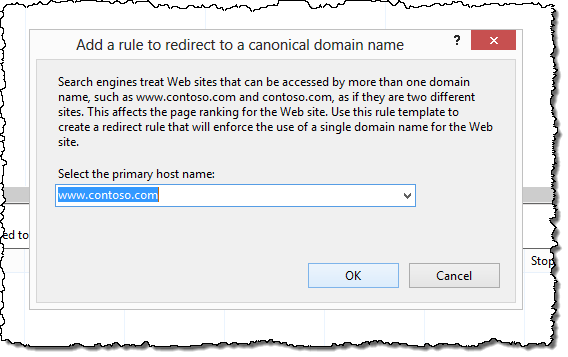 Add a rule to redirect to a canonical domain name
?
Search engines treat Web sites that can be accessed by more than one domain
name, such as www.contoso.com and contoso.com, as if they are two different
sites. This affects the page ranking for the Web site. Use this rule template to
create a redirect rule that will enforce the use of a single domain name for the Web
site.
Select the primary host name:
www.contoso.com
ed to
Stop
OK
Cancel